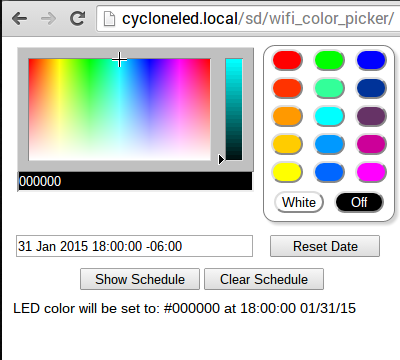 cycloneled.local/sd/wifi_color_picker/
000000
White
Off
31 Jan 2015 18:00:00 -06:00
Reset Date
Show Schedule
Clear Schedule
LED color will be set to: #000000 at 18:00:00 01/31/15